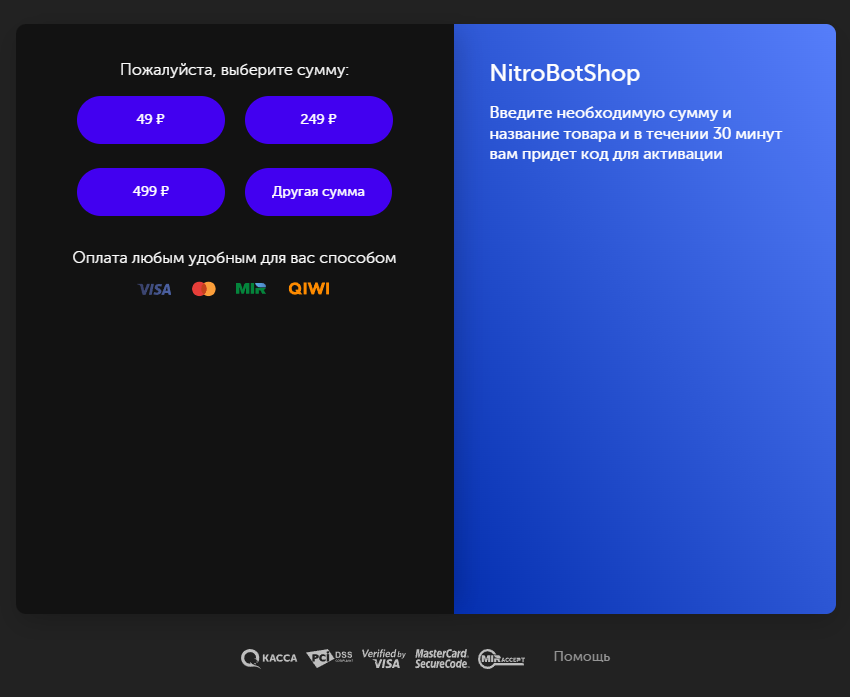 Пожалуйста, выберите сумму:
49 ₽
249 ₽
499 ₽
Другая сумма
Оплата любым удобным для вас способом
VISA
MIR
QIWI
NitroBotShop
Введите необходимую сумму и
название товара и в течении 30 минут
вам придет код для активации
КАССА
PCI DSS
COMPLIANT
Verified by
VISA
MasterCard.
SecureCode.
MIR ACCEPT
Помощь